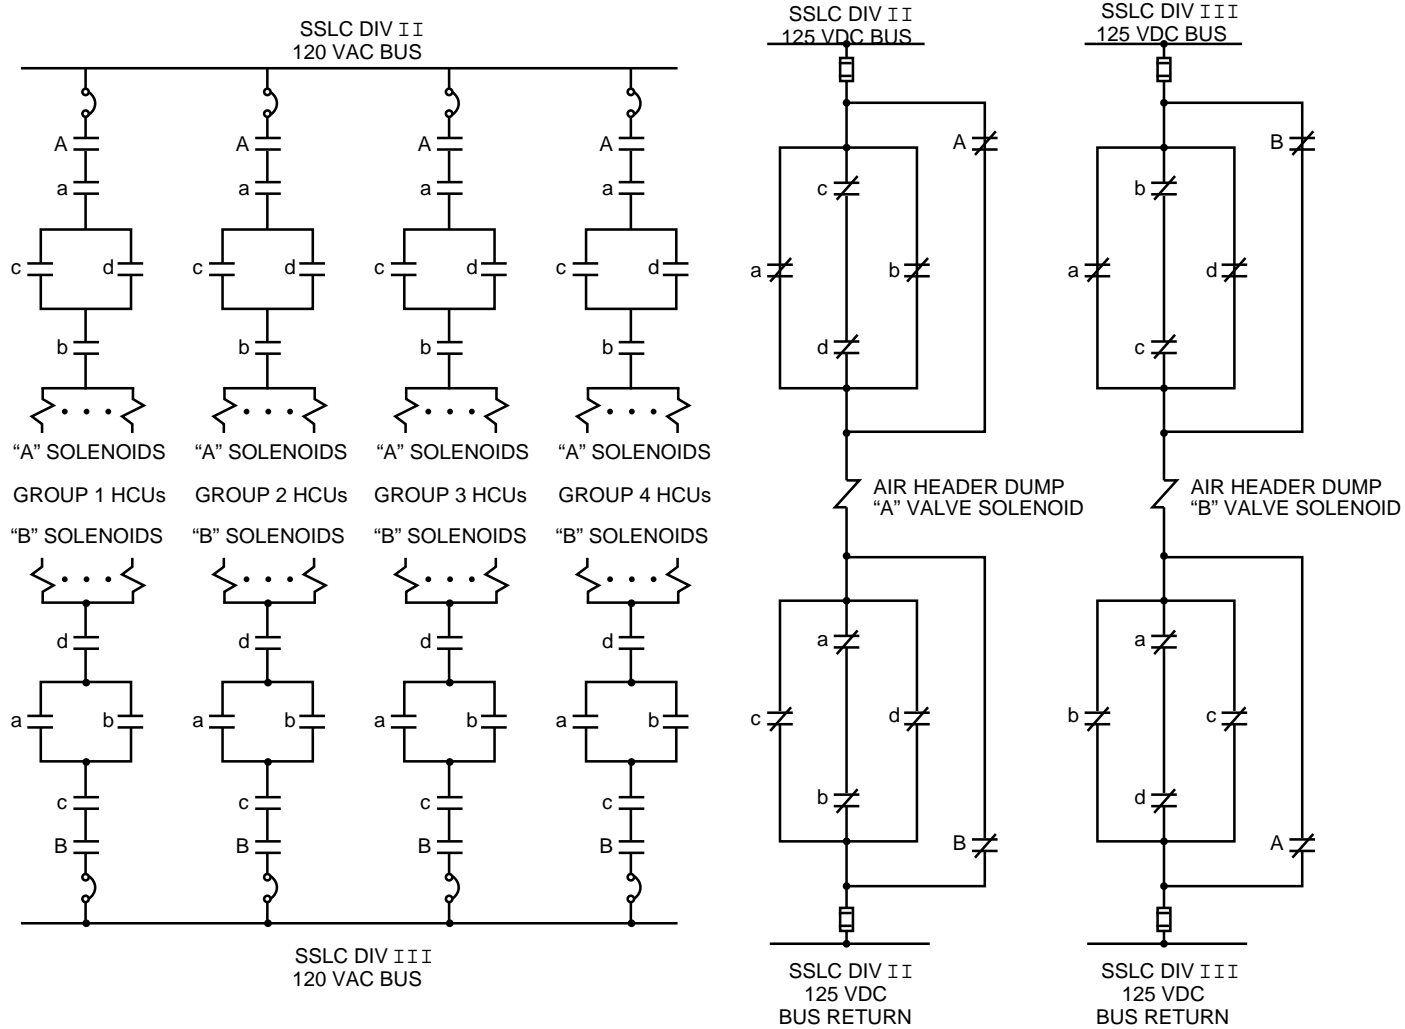 SSLC DIV II
120 VAC BUS
SSLC DIV II
125 VDC BUS
SSLC DIV III
125 VDC BUS
A A A A A B
a a a a c b
c d c d c d c d a b a d
b b b b d c
“A” SOLENOIDS “A” SOLENOIDS “A” SOLENOIDS “A” SOLENOIDS
GROUP 1 HCUs GROUP 2 HCUs GROUP 3 HCUs GROUP 4 HCUs
AIR HEADER DUMP
“A” VALVE SOLENOID
AIR HEADER DUMP
“B” VALVE SOLENOID
“B” SOLENOIDS “B” SOLENOIDS “B” SOLENOIDS “B” SOLENOIDS
d d d d a a
a b a b a b a b c d b c
c c c c b d
B B B B B A
SSLC DIV III
120 VAC BUS
SSLC DIV II
125 VDC
BUS RETURN
SSLC DIV III
125 VDC
BUS RETURN